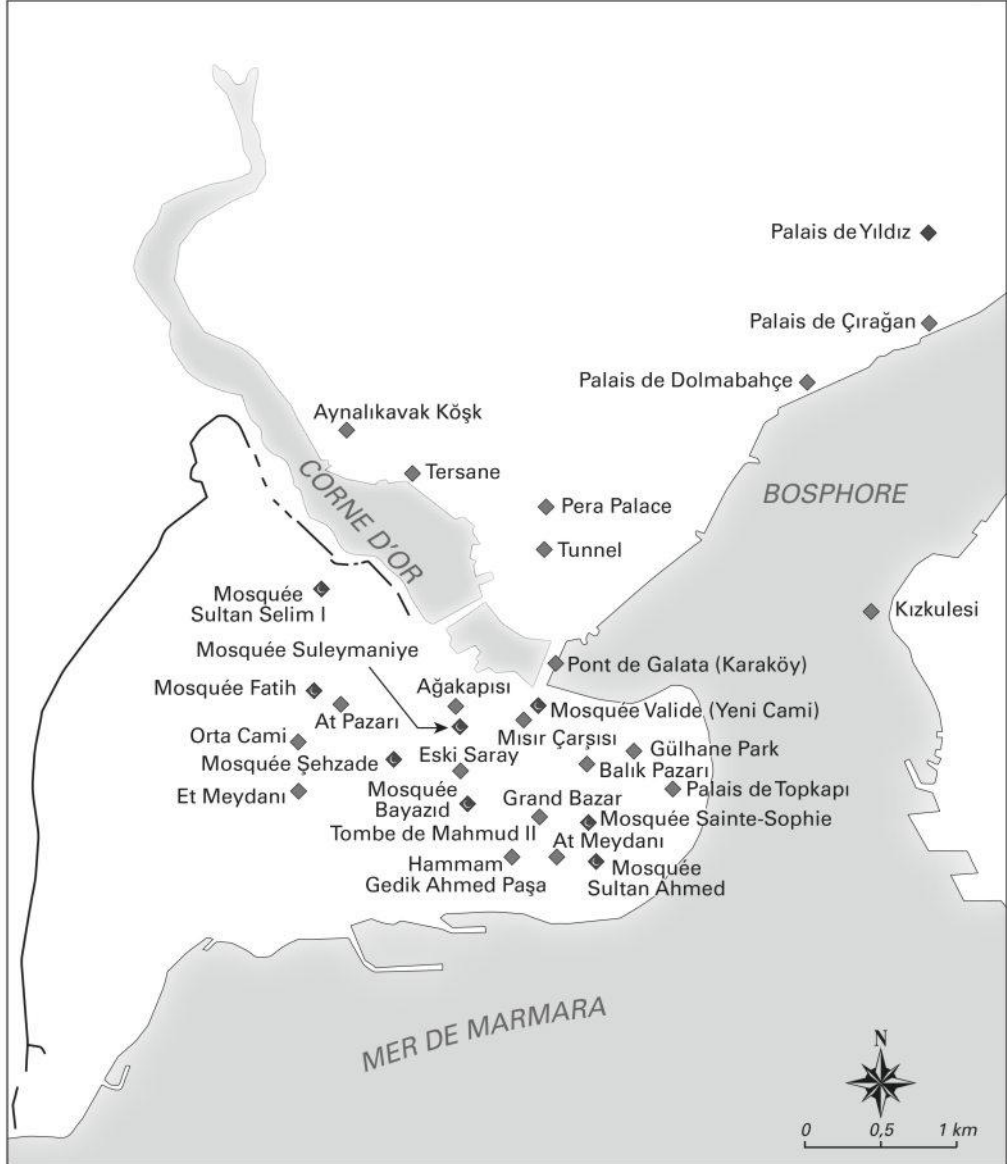 Palais de Yıldız
Palais de Çırağan
Palais de Dolmabahçe
Aynalıkavak Kőşk
Tersane
CORNE D'OR
BOSPHORE
Pera Palace
Tunnel
Mosquée
Sultan Selim I
Kızkulesi
Mosquée Suleymaniye
Pont de Galata (Karaköy)
Mosquée Fatih
At Pazarı
Ağakapısı
Mosquée Valide (Yeni Cami)
Mısır Çarşısı
Orta Cami
Mosquée Şehzade
Eski Saray
Gülhane Park
Balık Pazarı
Et Meydanı
Mosquée
Bayazıd
Palais de Topkapı
Grand Bazar
Tombe de Mahmud II
Mosquée Sainte-Sophie
At Meydanı
Hammam
Gedik Ahmed Paşa
Mosquée
Sultan Ahmed
MER DE MARMARA
N
0 0,5 1 km